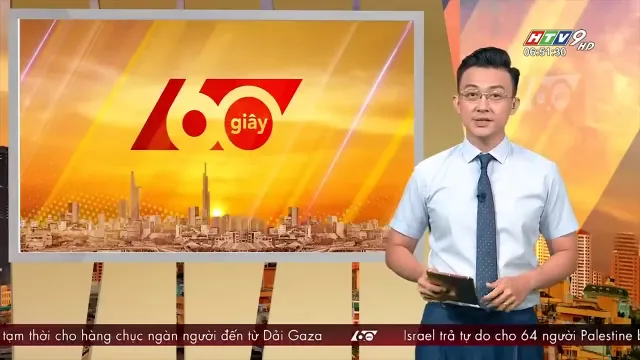 HTV9 HD
06:51:30
60
giây
tạm thời cho hàng chục ngàn người đến từ Dải Gaza 60 Israel trả tự do cho 64 người Palestine